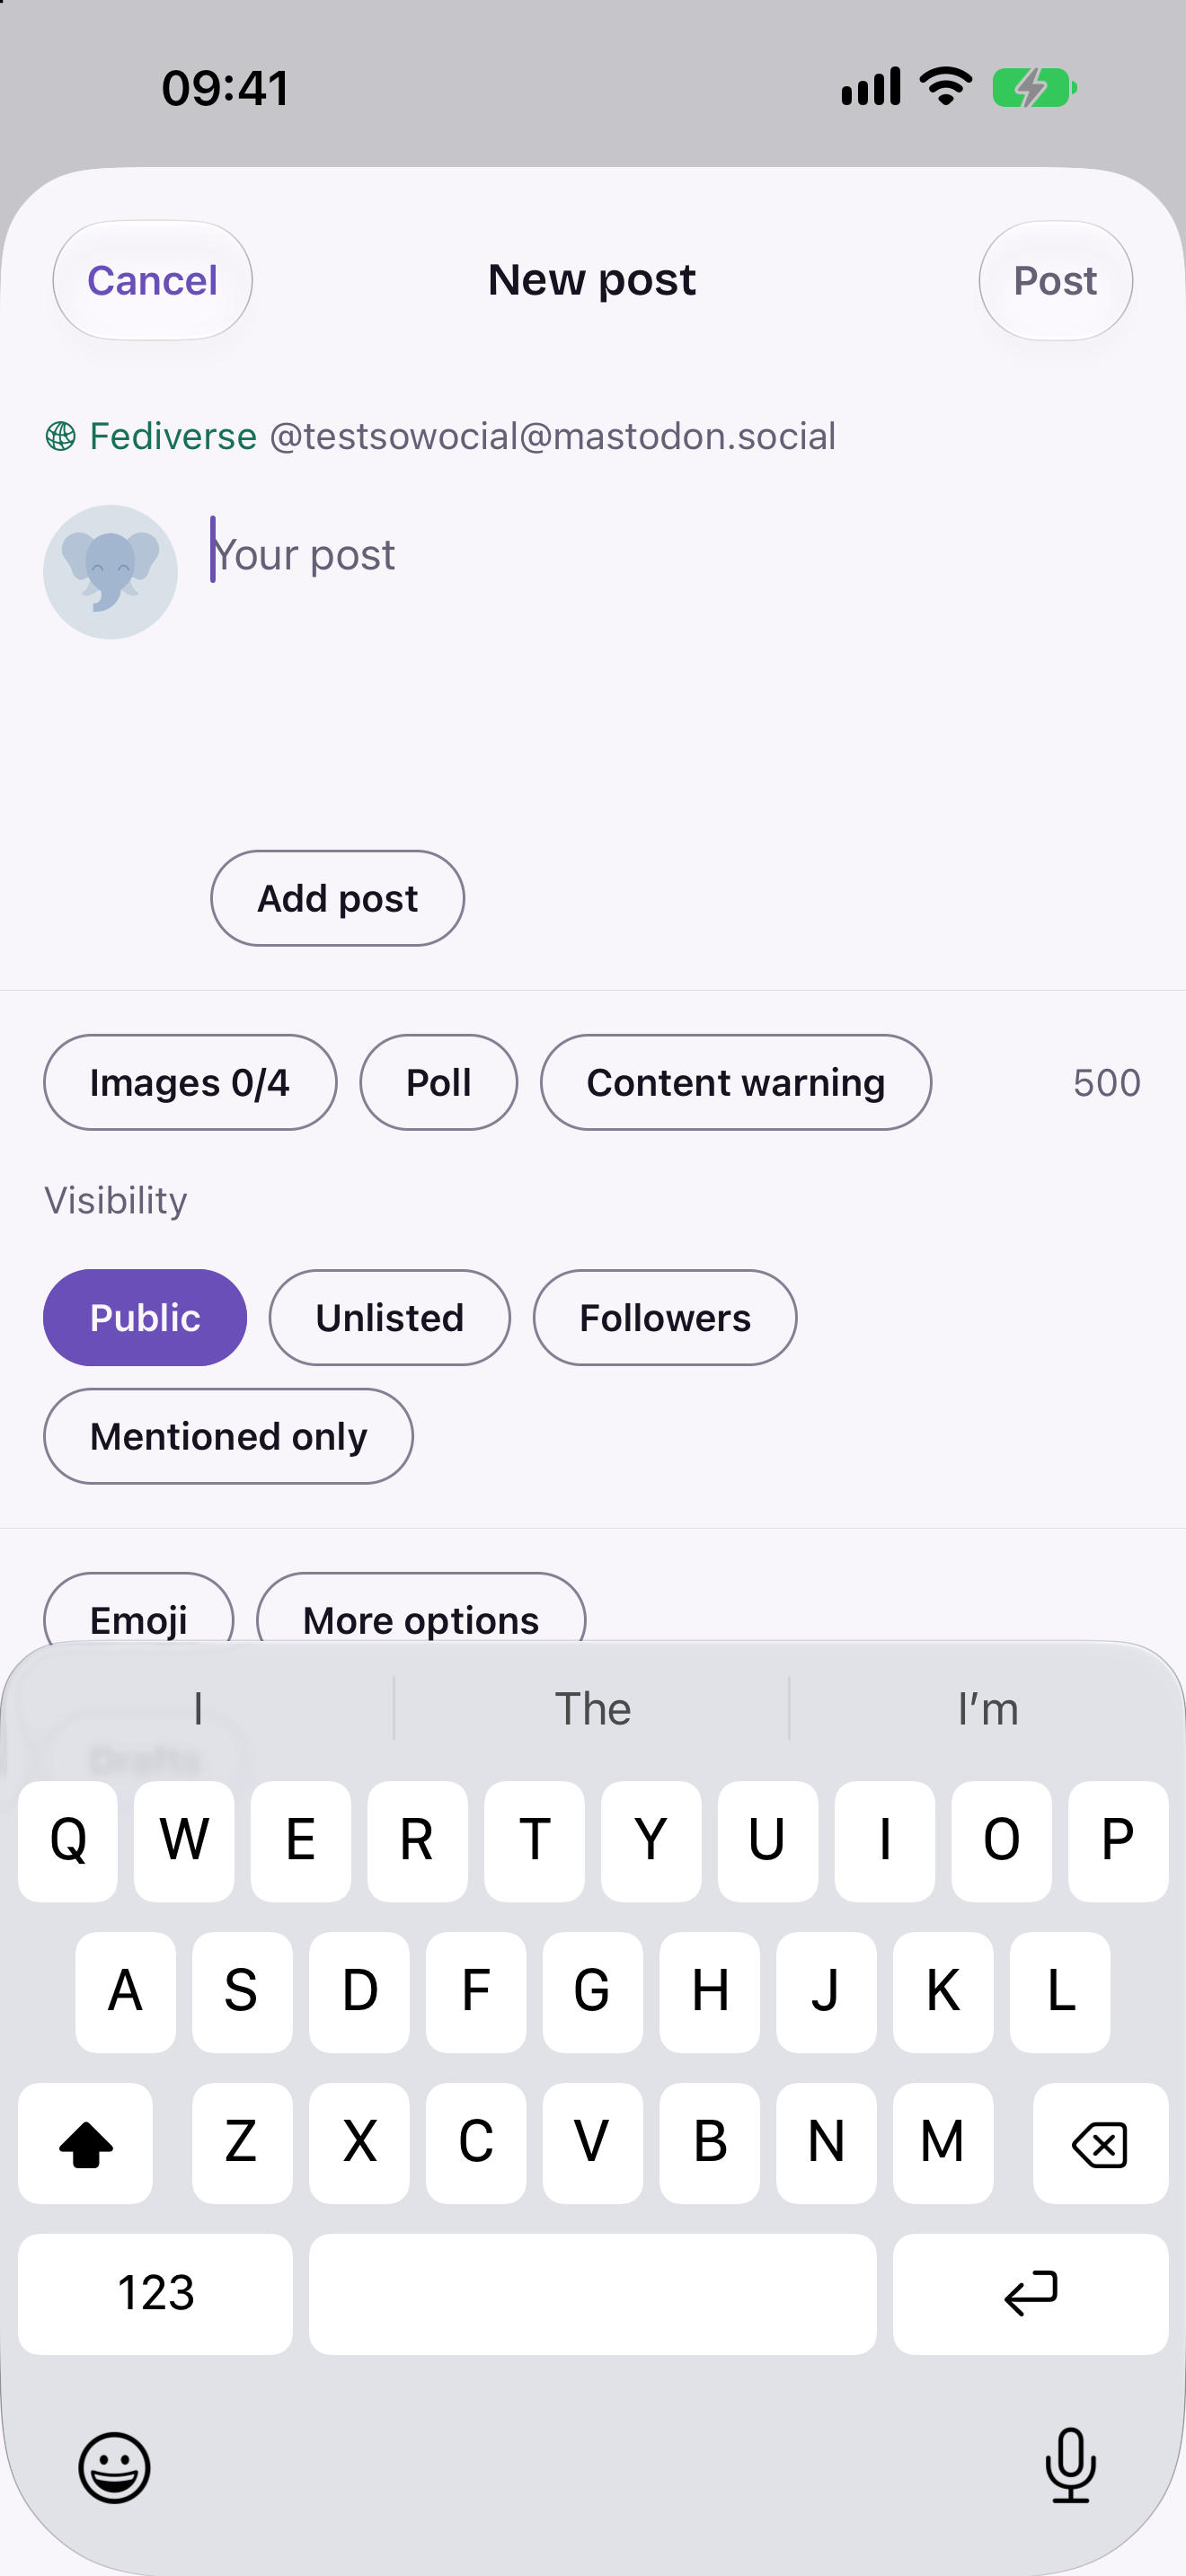 09:41
Cancel New post Post
Fediverse @testsowocial@mastodon.social
Your post
Add post
Images 0/4 Poll Content warning 500
Visibility
Public Unlisted Followers
Mentioned only
Emoji More options
I The I’m
Drafts
Q W E R T Y U I O P
A S D F G H J K L
Z X C V B N M
123